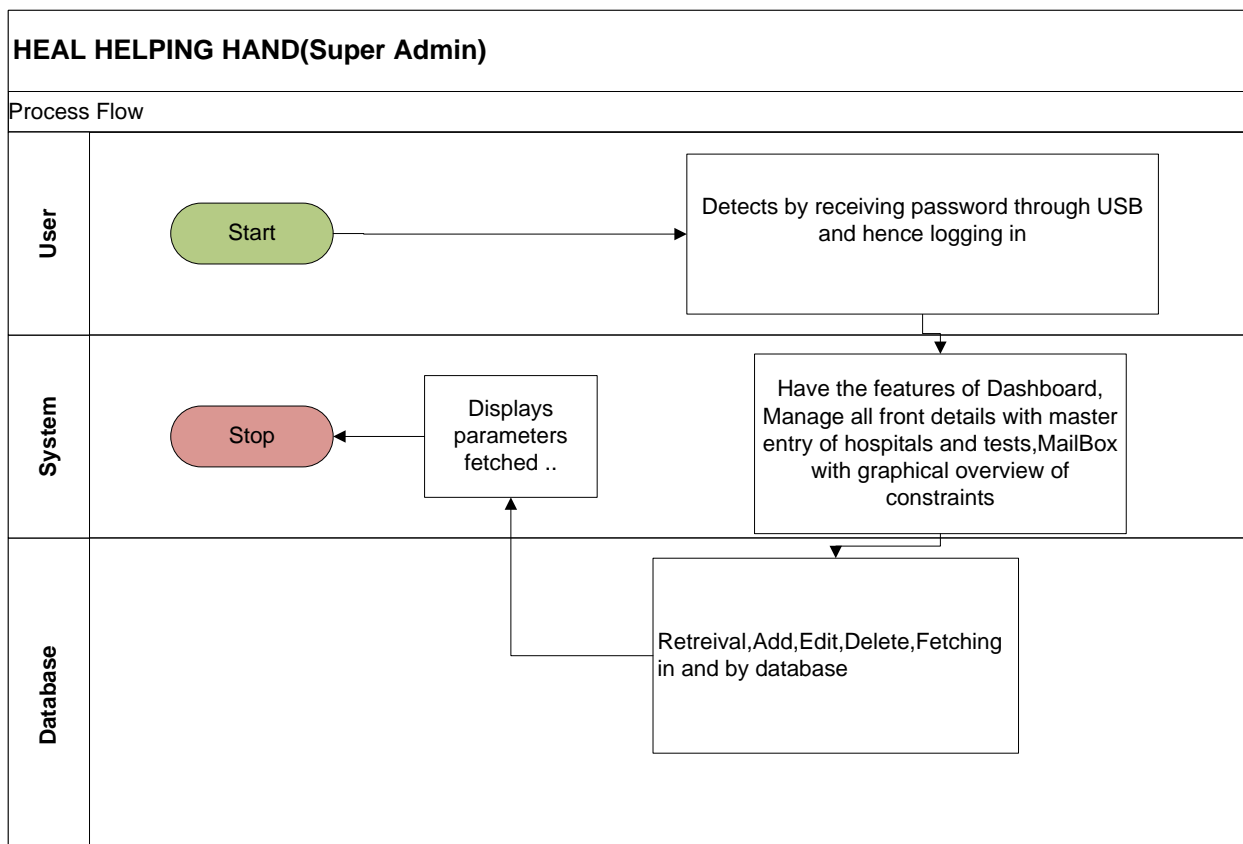 HEAL HELPING HAND(Super Admin)
Process Flow
User
Start
Detects by receiving password through USB
and hence logging in
System
Stop
Displays
parameters
fetched ..
Have the features of Dashboard,
Manage all front details with master
entry of hospitals and tests,MailBox
with graphical overview of
constraints
Database
Retreival,Add,Edit,Delete,Fetching
in and by database